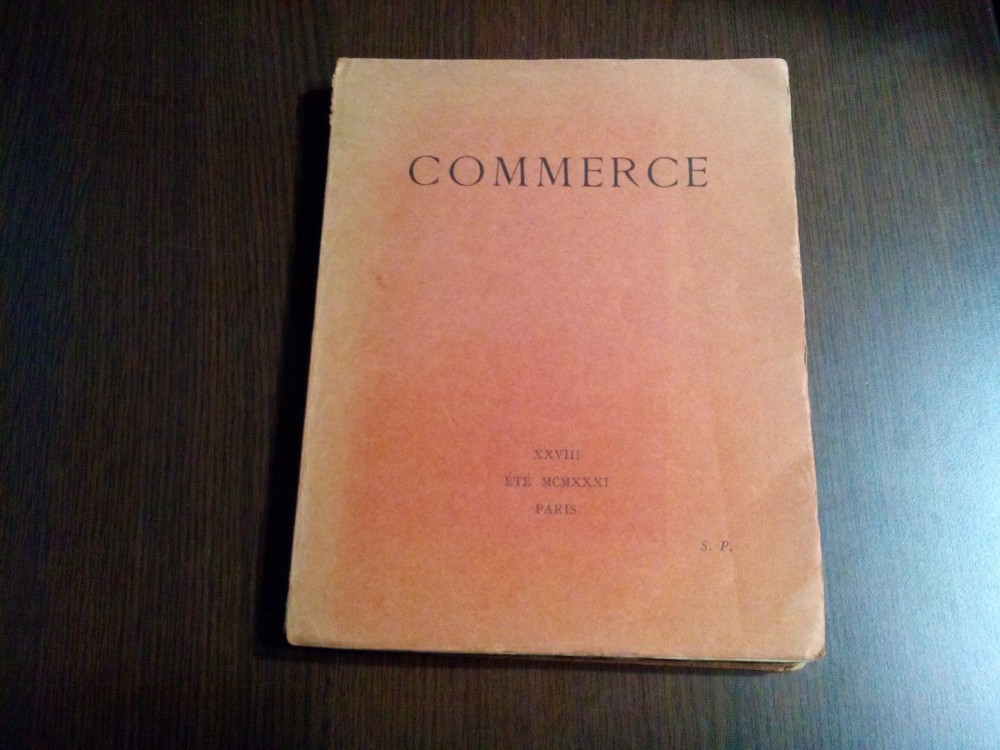 COMMERCE
XXVIII
ÉTÉ MCMXXXI
PARIS
S. P.